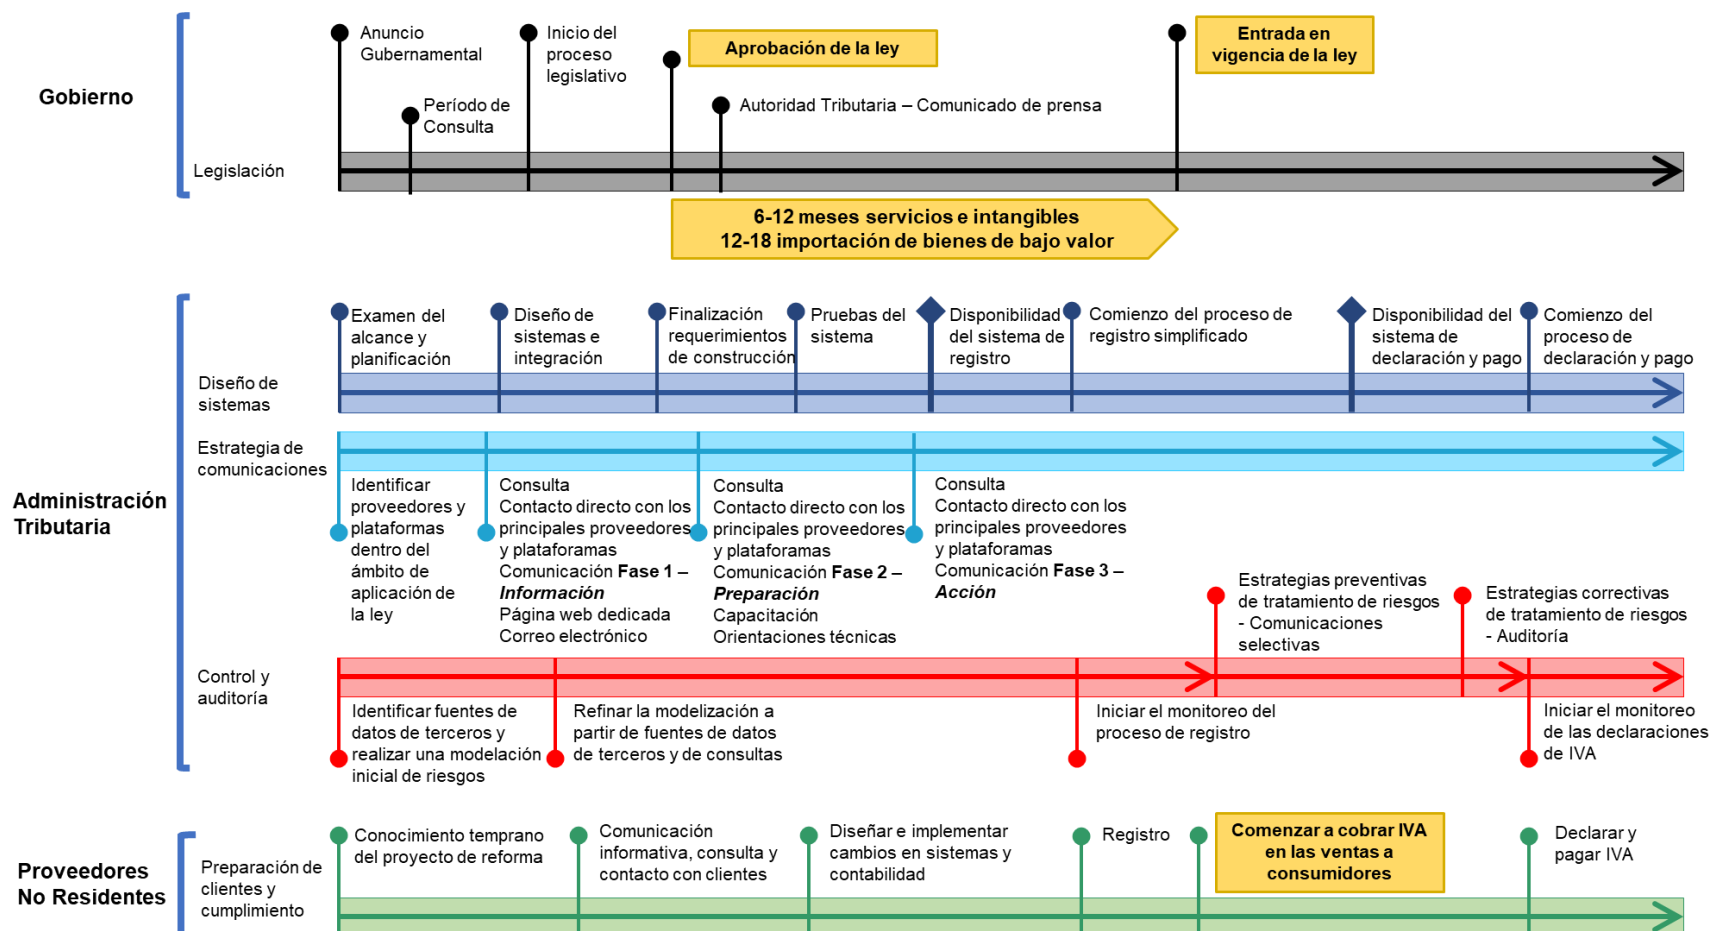 Gobierno
Legislación
Anuncio
Gubernamental
Período de
Consulta
Inicio del
proceso
legislativo
Aprobación de la ley
Autoridad Tributaria – Comunicado de prensa
Entrada en
vigencia de la ley
6-12 meses servicios e intangibles
12-18 importación de bienes de bajo valor
Administración
Tributaria
Diseño de
sistemas
Examen del
alcance y
planificación
Diseño de
sistemas e
integración
Finalización
requerimientos
de construcción
Pruebas del
sistema
Disponibilidad
del sistema de
registro
Comienzo del proceso de
registro simplificado
Disponibilidad del
sistema de
declaración y pago
Comienzo del
proceso de
declaración y pago
Estrategia de
comunicaciones
Identificar
proveedores y
plataformas
dentro del
ámbito de
aplicación de
la ley
Consulta
Contacto directo con los
principales proveedores
y plataforamas
Comunicación Fase 1 –
Información
Página web dedicada
Correo electrónico
Consulta
Contacto directo con los
principales proveedores
y plataforamas
Comunicación Fase 2 –
Preparación
Capacitación
Orientaciones técnicas
Consulta
Contacto directo con los
principales proveedores
y plataforamas
Comunicación Fase 3 –
Acción
Control y
auditoría
Estrategias preventivas
de tratamiento de riesgos
- Comunicaciones
selectivas
Estrategias correctivas
de tratamiento de riesgos
- Auditoría
Identificar fuentes de
datos de terceros y
realizar una modelación
inicial de riesgos
Refinar la modelización a
partir de fuentes de datos
de terceros y de consultas
Iniciar el monitoreo del
proceso de registro
Iniciar el monitoreo
de las declaraciones
de IVA
Proveedores
No Residentes
Preparación de
clientes y
cumplimiento
Conocimiento temprano
del proyecto de reforma
Comunicación
informativa, consulta y
contacto con clientes
Diseñar e implementar
cambios en sistemas y
contabilidad
Registro
Comenzar a cobrar IVA
en las ventas a
consumidores
Declarar y
pagar IVA